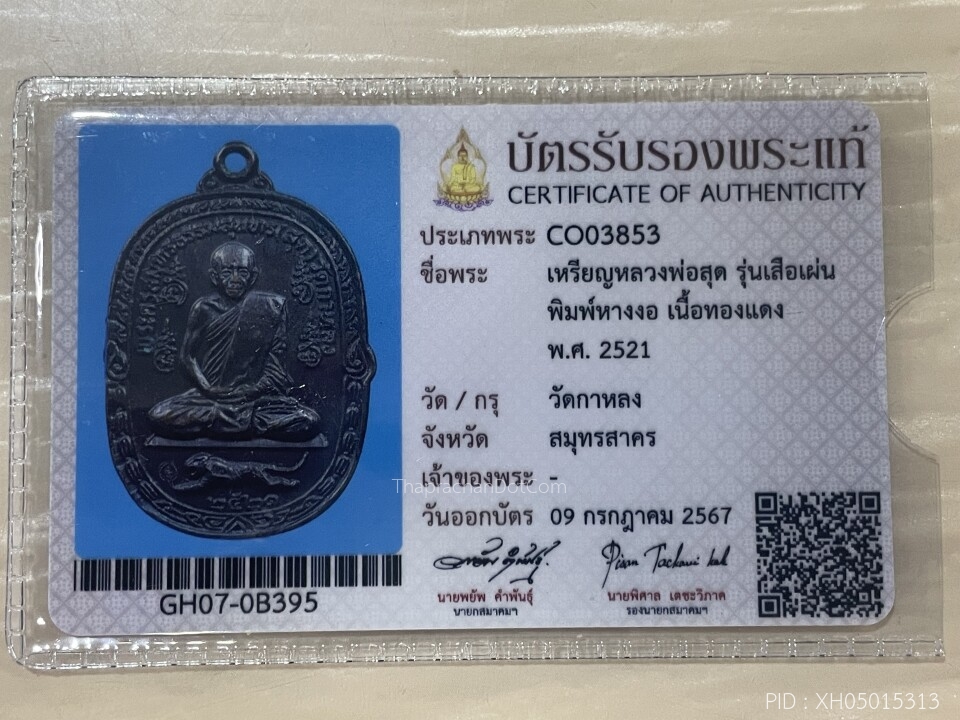 บัตรรับรองพระแท้
CERTIFICATE OF AUTHENTICITY
ประเภทพระ CO03853
ชื่อพระ เหรียญหลวงพ่อสุด รุ่นเสือเผ่น
พิมพ์หางงอ เนื้อทองแดง
พ.ศ. 2521
วัด / กรุ วัดกาหลง
จังหวัด สมุทรสาคร
เจ้าของพระ -
ThaprachanDotCom
วันออกบัตร 09 กรกฎาคม 2567
นายพยัพ คำพันธุ์
นายกสมาคมฯ
นายพิศาล เตชะวิภาค
รองนายกสมาคมฯ
๒๕๒๑
GH07-0B395
PID : XH05015313